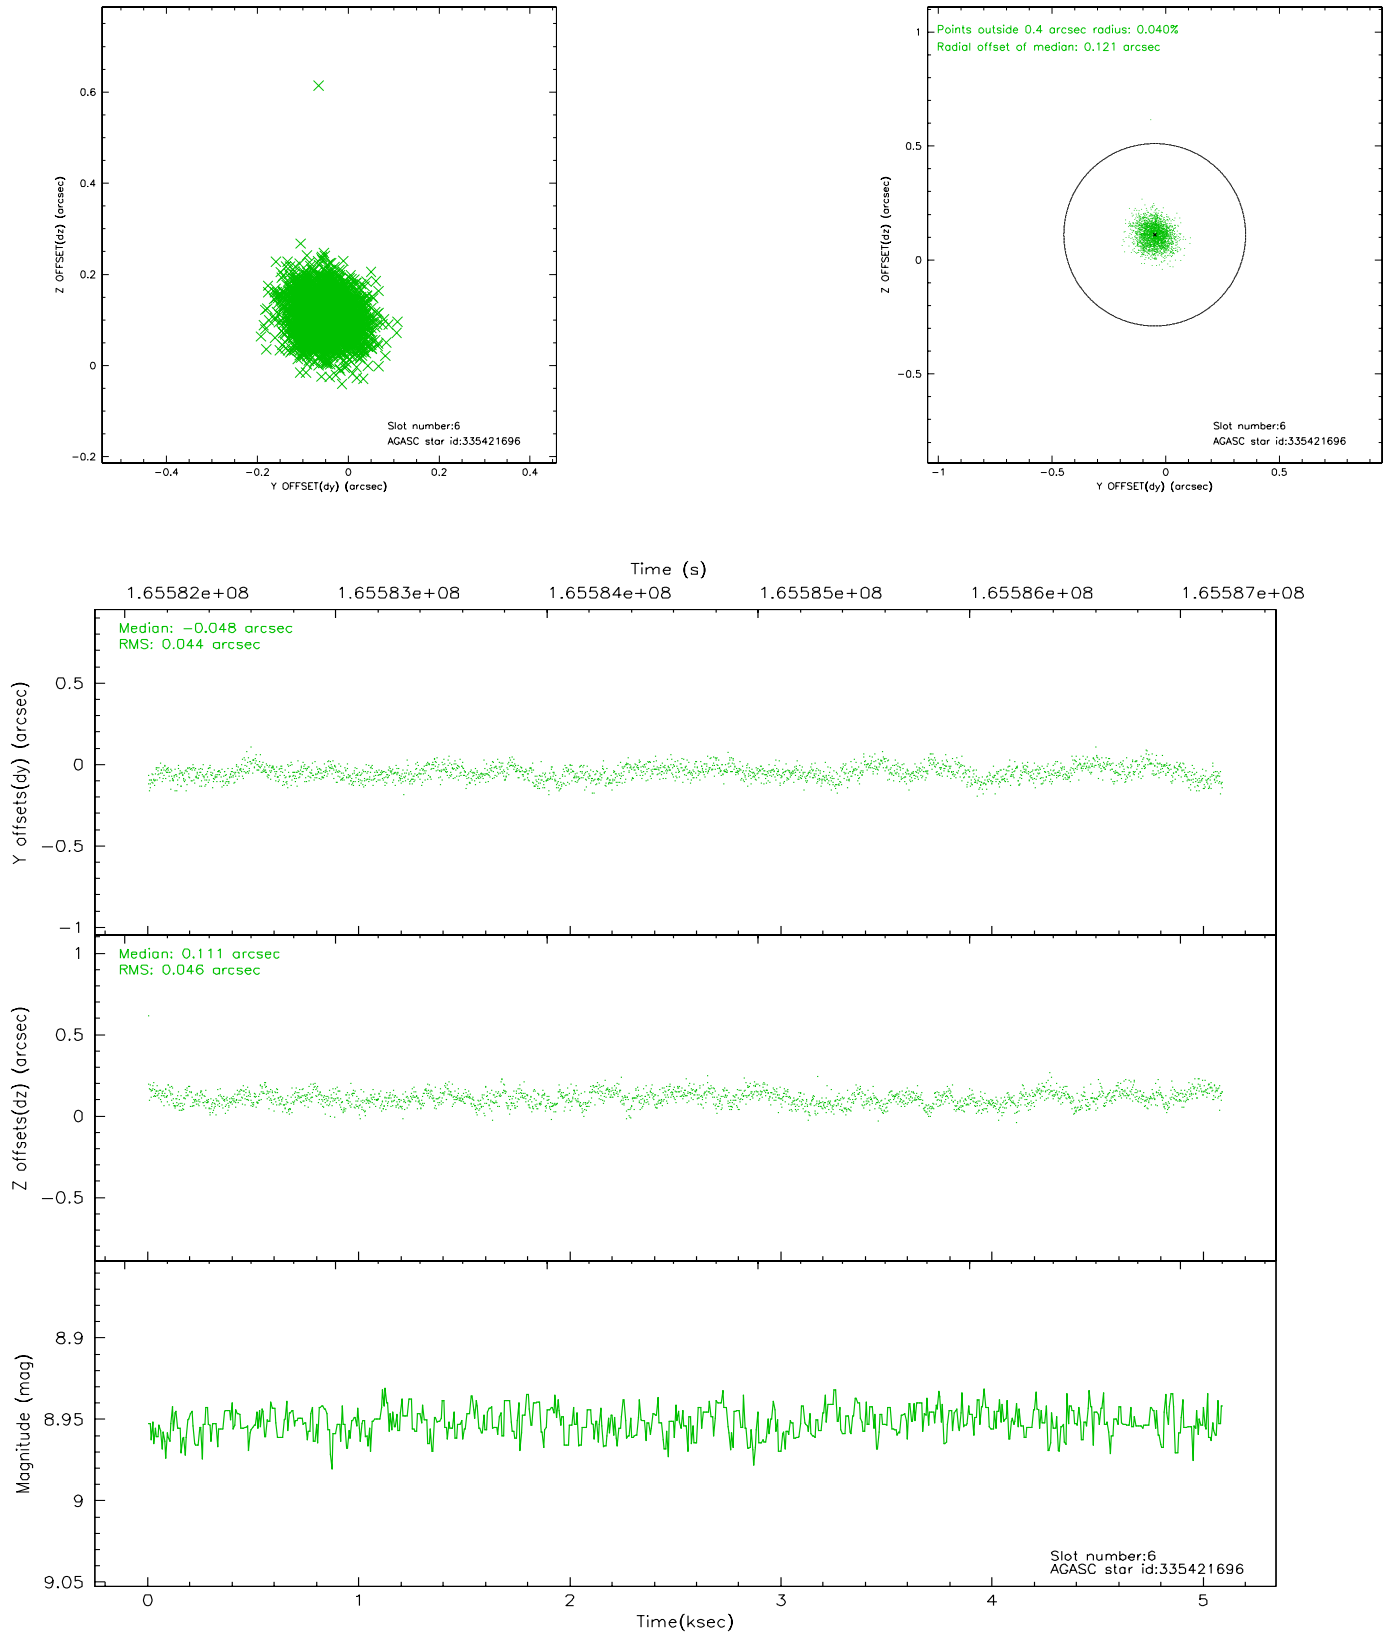 0.6
0.4
0.2
0
−0.2
−0.4
−0.2
0
0.2
0.4
Z OFFSET(dz) (arcsec)
Y OFFSET(dy) (arcsec)
Slot number:6
AGASC star id:335421696
Points outside 0.4 arcsec radius: 0.040%
Radial offset of median: 0.121 arcsec
1
0.5
0
−0.5
−1
−0.5
0
0.5
Z OFFSET(dz) (arcsec)
Y OFFSET(dy) (arcsec)
Slot number:6
AGASC star id:335421696
Time (s)
1.65582e+08 1.65583e+08 1.65584e+08 1.65585e+08 1.65586e+08 1.65587e+08
Median: −0.048 arcsec
RMS: 0.044 arcsec
0.5
0
−0.5
−1
Y offsets(dy) (arcsec)
Median: 0.111 arcsec
RMS: 0.046 arcsec
1
0.5
0
−0.5
Z offsets(dz) (arcsec)
8.9
8.95
9
9.05
Magnitude (mag)
Slot number:6
AGASC star id:335421696
0 1 2 3 4 5
Time(ksec)